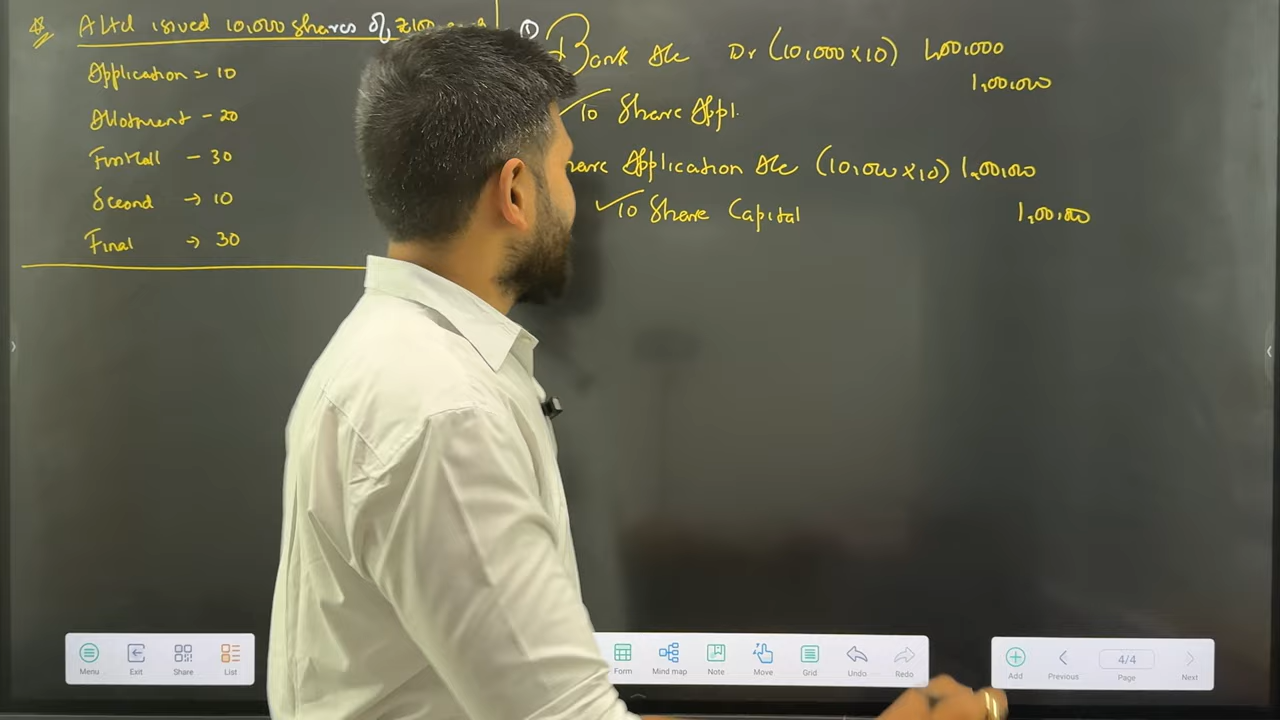 A Ltd issued 10,000 shares of ₹100
Application = 10
Allotment - 20
First Call - 30
Second → 10
Final → 30
①
Bank A/c Dr (10,000 x 10) 1,00,000
1,00,000
To Share Appl.
Application A/c (10,000 x 10) 1,00,000
To Share Capital 1,00,000
Menu Exit Share List
Form Mind map Note Move Grid Undo Redo
Add Previous 4/4 Page Next